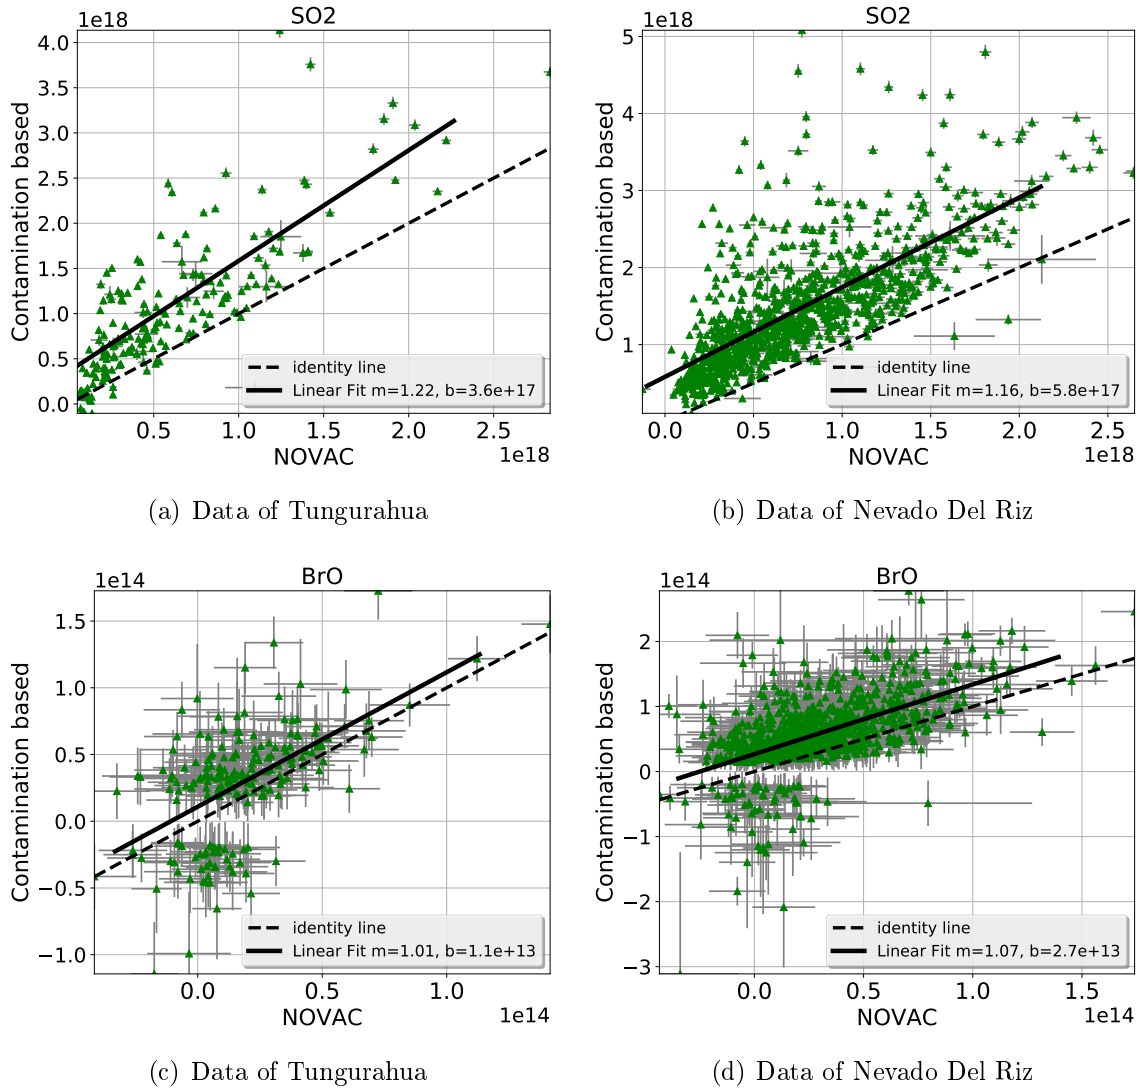 1e18
SO2
4.0
3.5
3.0
2.5
2.0
1.5
1.0
0.5
0.0
Contamination based
identity line
Linear Fit m=1.22, b=3.6e+17
0.5 1.0 1.5 2.0 2.5
NOVAC
1e18
(a) Data of Tungurahua
1e18
SO2
5
4
3
2
1
Contamination based
identity line
Linear Fit m=1.16, b=5.8e+17
0.0 0.5 1.0 1.5 2.0 2.5
NOVAC
1e18
(b) Data of Nevado Del Riz
1e14
BrO
1.5
1.0
0.5
0.0
−0.5
−1.0
Contamination based
identity line
Linear Fit m=1.01, b=1.1e+13
0.0 0.5 1.0
NOVAC
1e14
(c) Data of Tungurahua
1e14
BrO
2
1
0
−1
−2
−3
Contamination based
identity line
Linear Fit m=1.07, b=2.7e+13
0.0 0.5 1.0 1.5
NOVAC
1e14
(d) Data of Nevado Del Riz